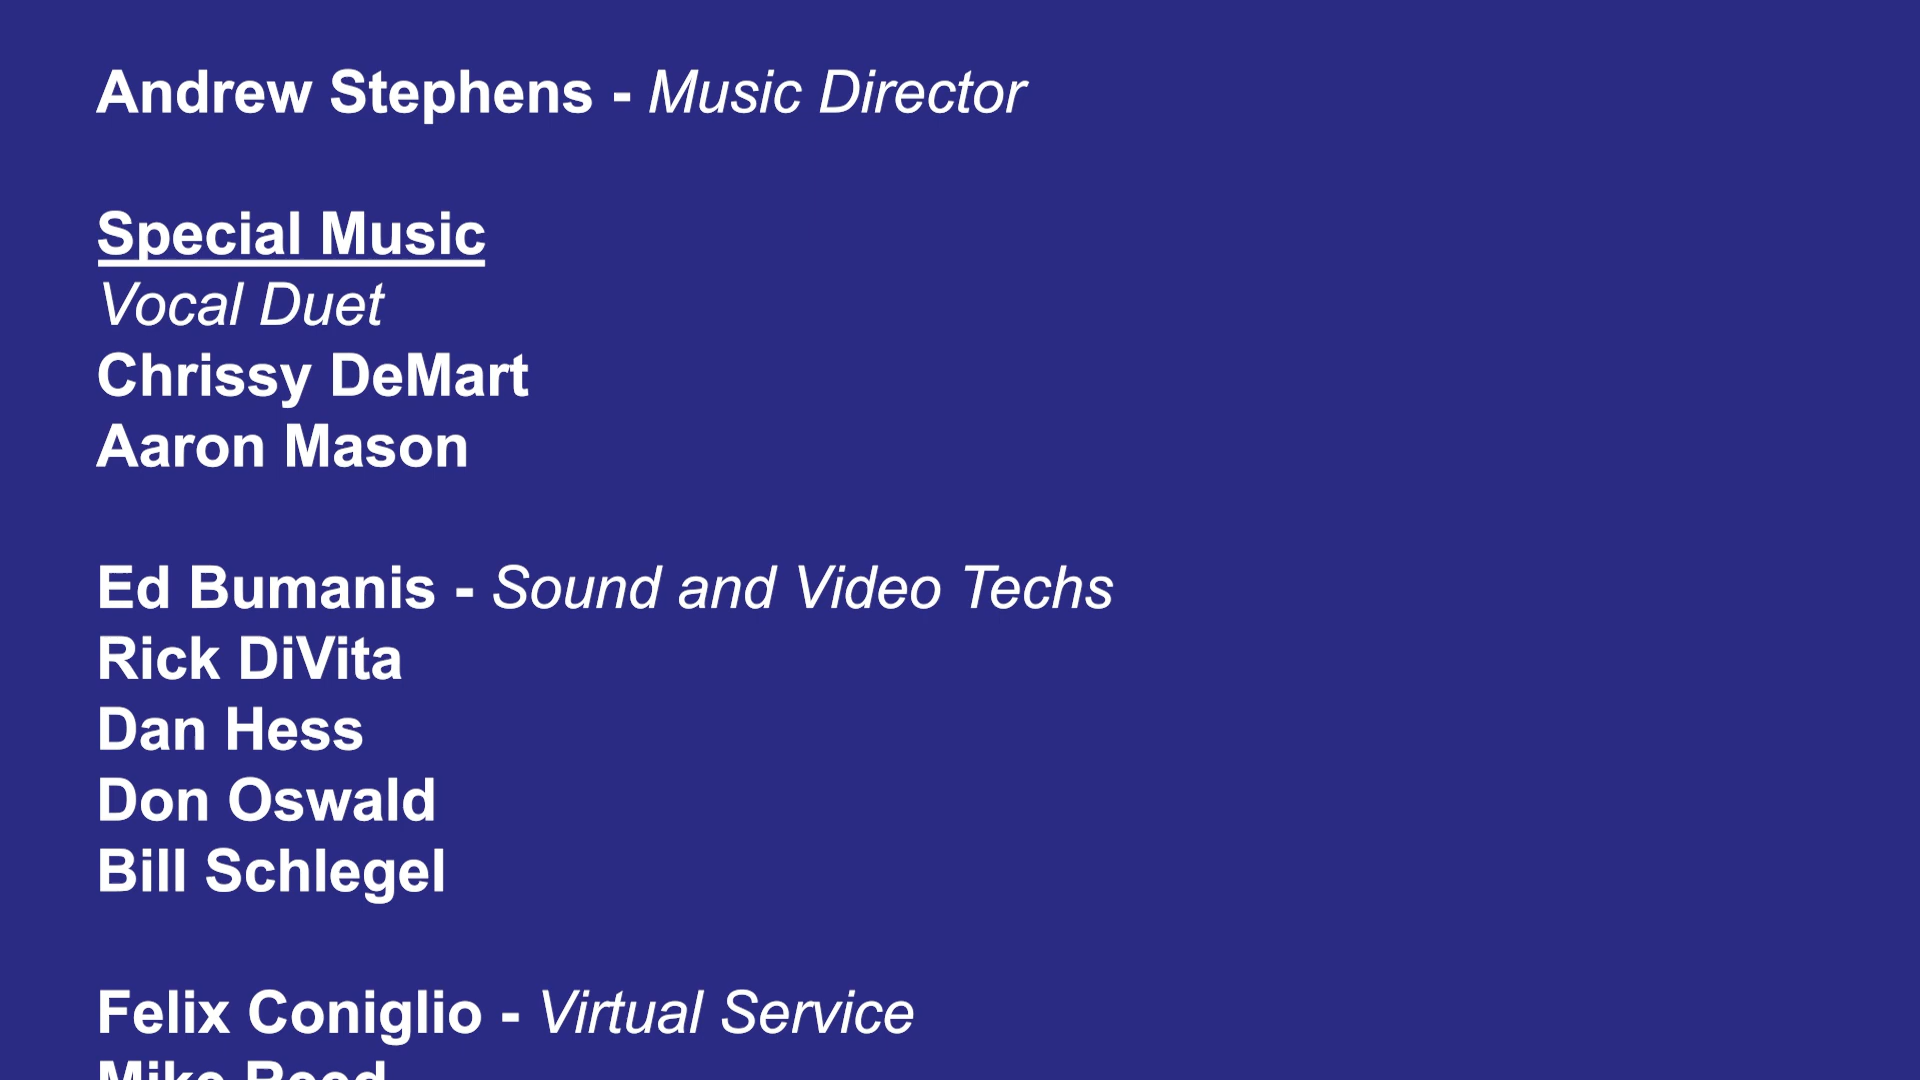 Andrew Stephens - Music Director
Special Music
Vocal Duet
Chrissy DeMart
Aaron Mason
Ed Bumanis - Sound and Video Techs
Rick DiVita
Dan Hess
Don Oswald
Bill Schlegel
Felix Coniglio - Virtual Service
Mike